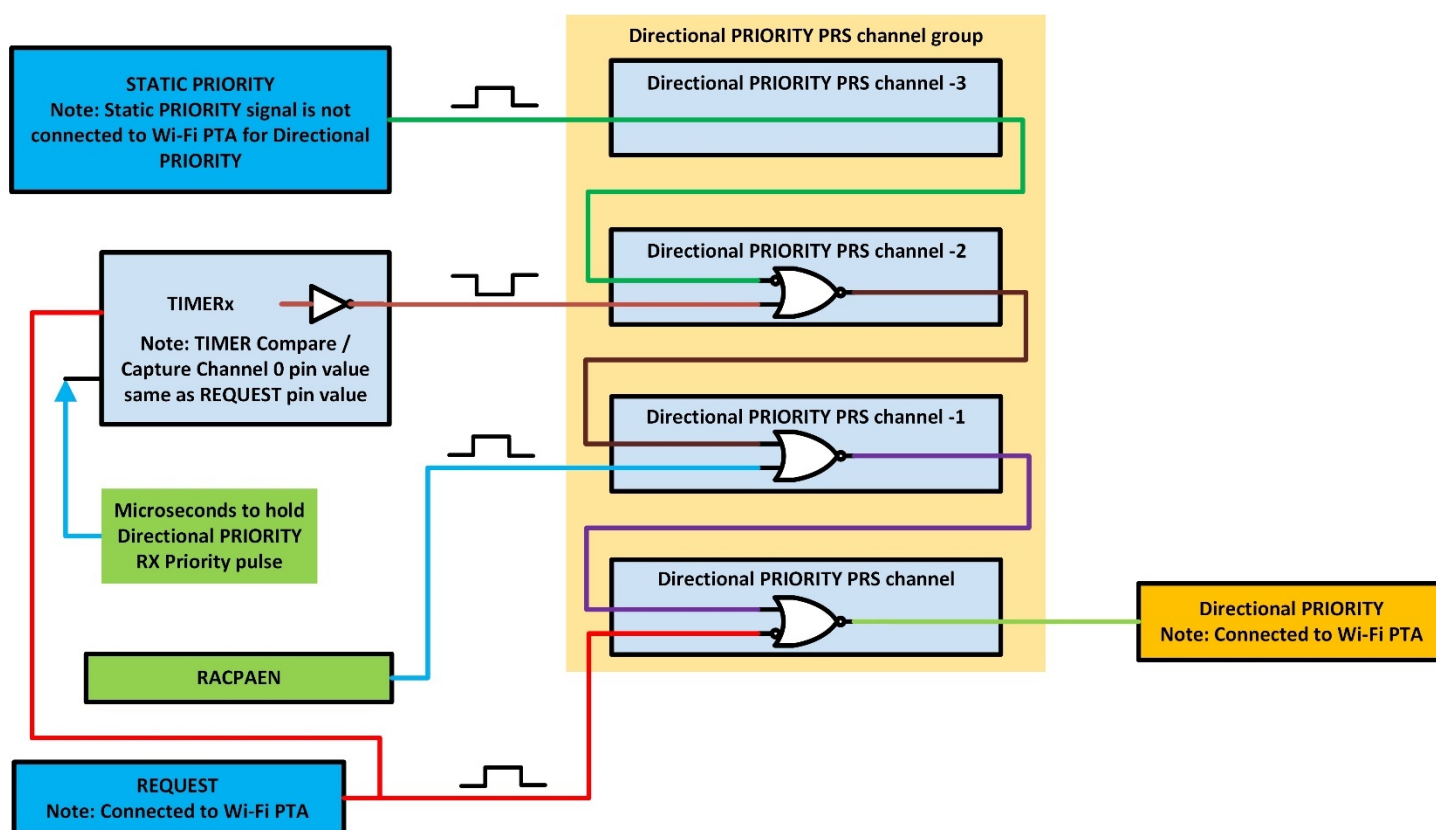 Directional PRIORITY PRS channel group
STATIC PRIORITY
Note: Static PRIORITY signal is not
connected to Wi-Fi PTA for Directional
PRIORITY
Directional PRIORITY PRS channel -3
Directional PRIORITY PRS channel -2
TIMERx
Note: TIMER Compare /
Capture Channel 0 pin value
same as REQUEST pin value
Directional PRIORITY PRS channel -1
Microseconds to hold
Directional PRIORITY
RX Priority pulse
Directional PRIORITY PRS channel
Directional PRIORITY
Note: Connected to Wi-Fi PTA
RACPAEN
REQUEST
Note: Connected to Wi-Fi PTA